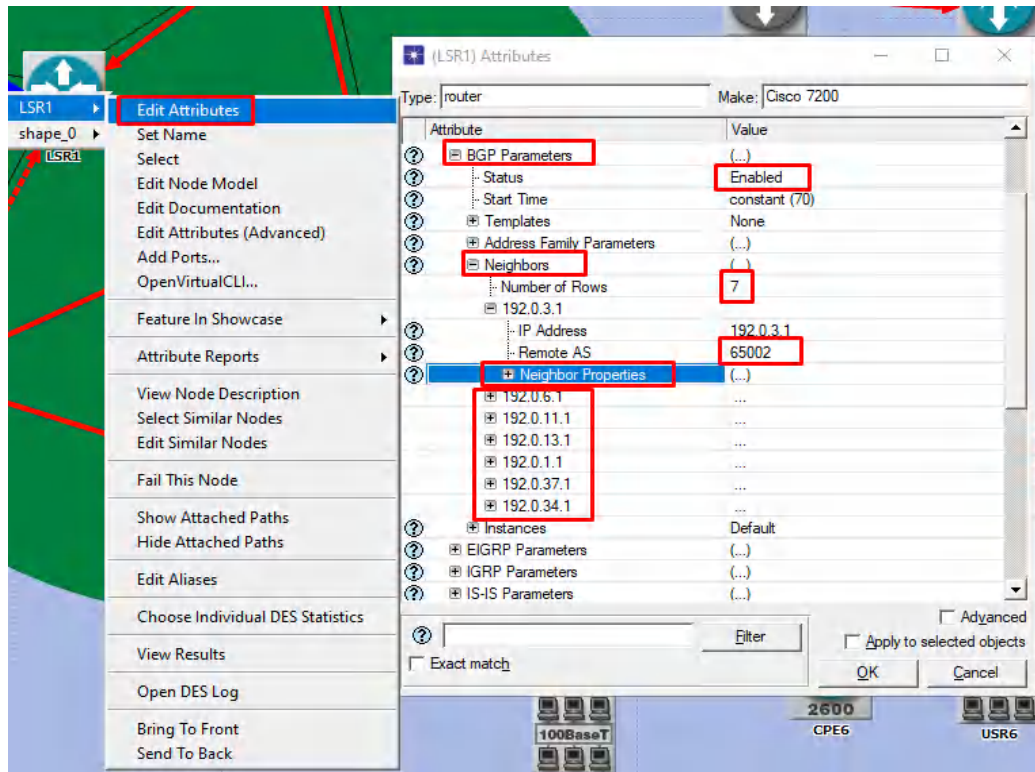 LSR1
shape_0
LSR1
Edit Attributes
Set Name
Select
Edit Node Model
Edit Documentation
Edit Attributes (Advanced)
Add Ports...
OpenVirtualCLI...
Feature In Showcase
Attribute Reports
View Node Description
Select Similar Nodes
Edit Similar Nodes
Fail This Node
Show Attached Paths
Hide Attached Paths
Edit Aliases
Choose Individual DES Statistics
View Results
Open DES Log
Bring To Front
Send To Back
(LSR1) Attributes
Type: router Make: Cisco 7200
Attribute Value
BGP Parameters (...)
Status Enabled
Start Time constant (70)
Templates None
Address Family Parameters (...)
Neighbors (...)
Number of Rows 7
192.0.3.1
IP Address 192.0.3.1
Remote AS 65002
Neighbor Properties (...)
192.0.6.1 ...
192.0.11.1 ...
192.0.13.1 ...
192.0.1.1 ...
192.0.37.1 ...
192.0.34.1 ...
Instances Default
EIGRP Parameters (...)
IGRP Parameters (...)
IS-IS Parameters (...)
Advanced
Filter
Apply to selected objects
Exact match
OK Cancel
100BaseT
2600
CPE6
USR6